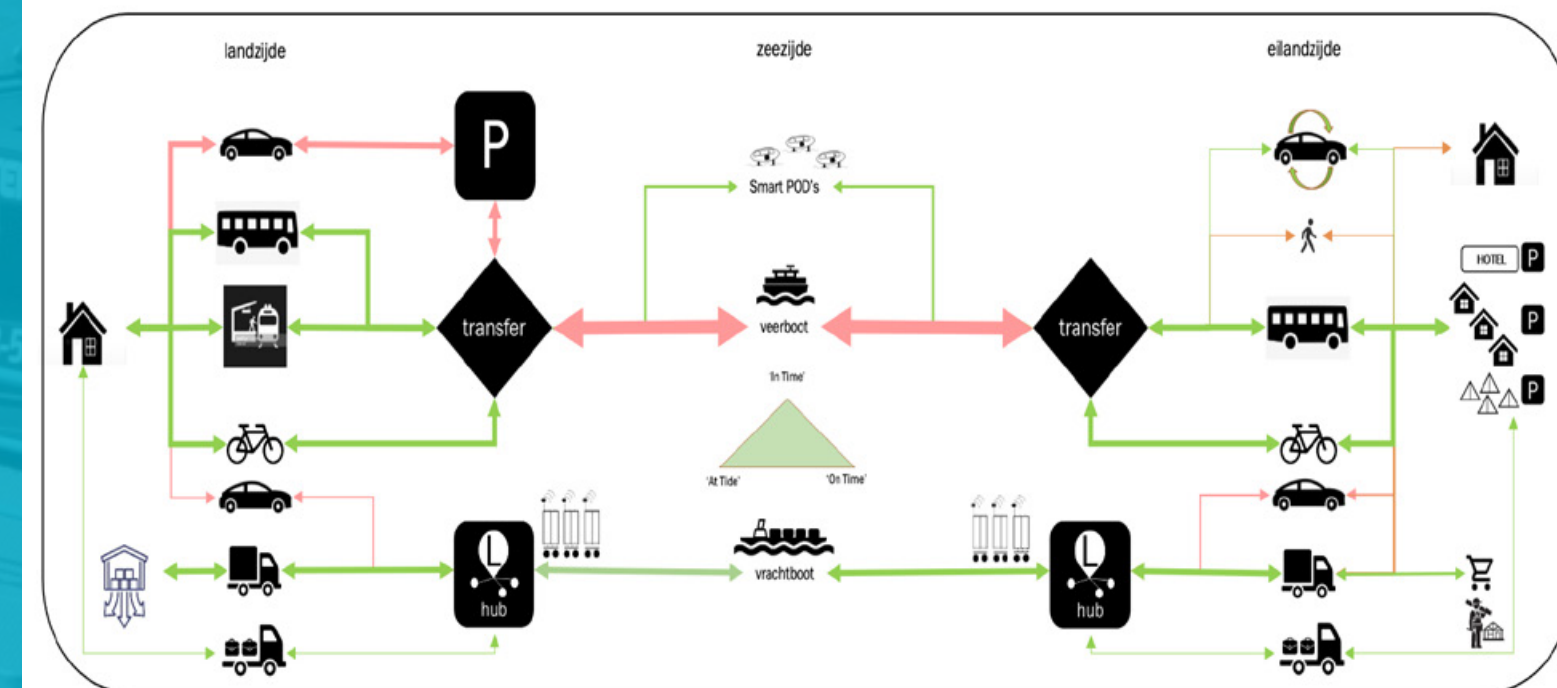 landzijde
zeezijde
eilandzijde
P
Smart POD's
HOTEL P
transfer
veerboot
transfer
P
'In Time'
P
'At Tide'
'On Time'
L
hub
vrachtboot
L
hub